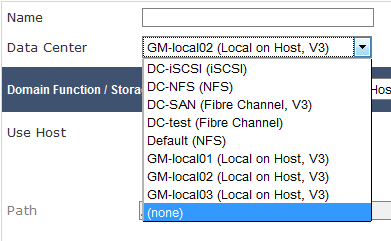 Name
Data Center GM-local02 (Local on Host, V3)
DC-iSCSI (iSCSI)
DC-NFS (NFS)
Domain Function / Stora
DC-SAN (Fibre Channel, V3)
Hos
DC-test (Fibre Channel)
Use Host
Default (NFS)
GM-local01 (Local on Host, V3)
GM-local02 (Local on Host, V3)
GM-local03 (Local on Host, V3)
Path
(none)